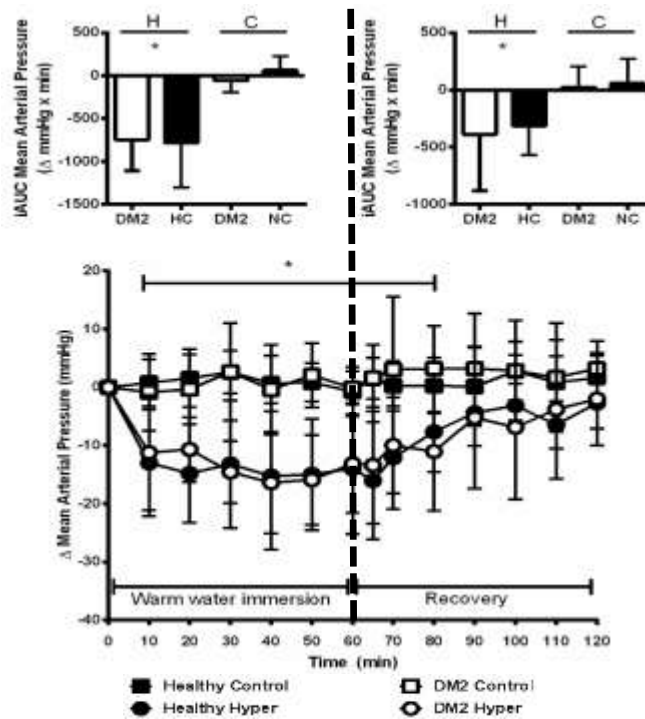 H C
*
500
0
-500
-1000
-1500
iAUC Mean Arterial Pressure
(Δ mmHg x min)
DM2 HC DM2 NC
H C
*
500
0
-500
-1000
iAUC Mean Arterial Pressure
(Δ mmHg x min)
DM2 HC DM2 NC
*
20
10
0
-10
-20
-30
-40
Δ Mean Arterial Pressure (mmHg)
Warm water immersion Recovery
0 10 20 30 40 50 60 70 80 90 100 110 120
Time (min)
Healthy Control DM2 Control
Healthy Hyper DM2 Hyper